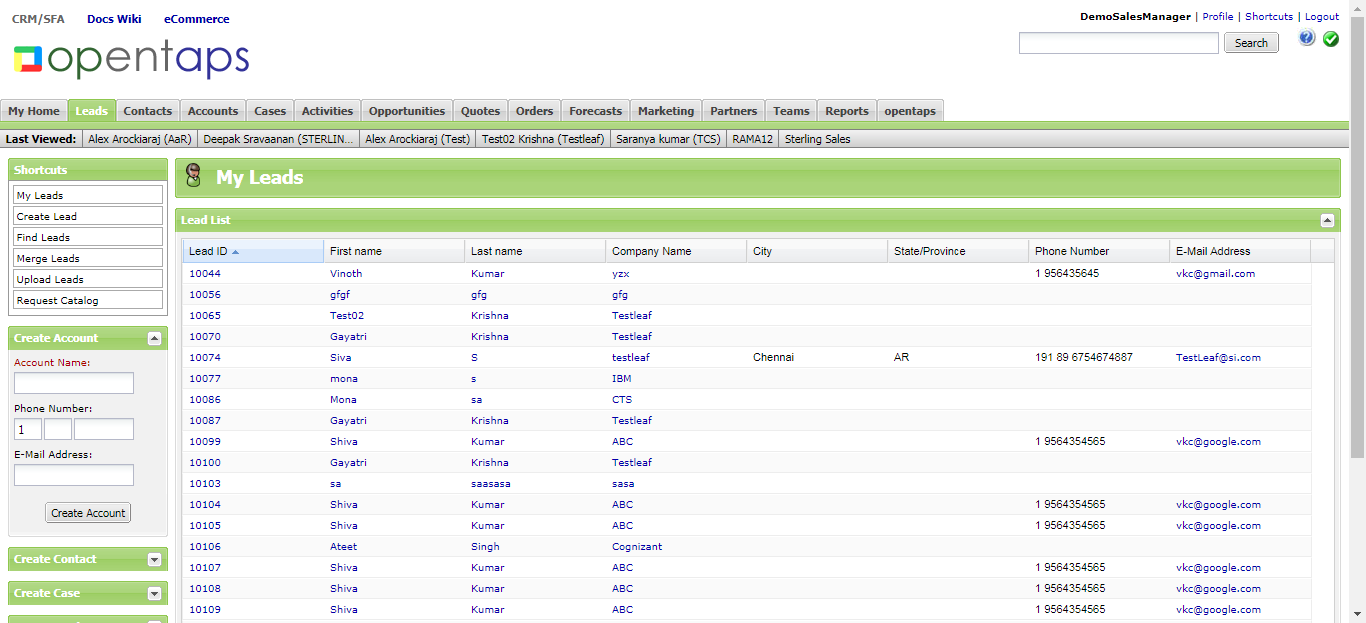 CRM/SFA Docs Wiki eCommerce
DemoSalesManager | Profile | Shortcuts | Logout
opentaps
Search
My Home Leads Contacts Accounts Cases Activities Opportunities Quotes Orders Forecasts Marketing Partners Teams Reports opentaps
Last Viewed: Alex Arockiaraj (AaR) Deepak Sravaanan (STERLIN... Alex Arockiaraj (Test) Test02 Krishna (Testleaf) Saranya kumar (TCS) RAMA12 Sterling Sales
Shortcuts
My Leads
Create Lead
Find Leads
Merge Leads
Upload Leads
Request Catalog
Create Account
Account Name:
Phone Number:
1
E-Mail Address:
Create Account
Create Contact
Create Case
My Leads
Lead List
Lead ID First name Last name Company Name City State/Province Phone Number E-Mail Address
10044 Vinoth Kumar yzx 1 956435645 vkc@gmail.com
10056 gfgf gfg gfg
10065 Test02 Krishna Testleaf
10070 Gayatri Krishna Testleaf
10074 Siva S testleaf Chennai AR 191 89 6754674887 TestLeaf@si.com
10077 mona s IBM
10086 Mona sa CTS
10087 Gayatri Krishna Testleaf
10099 Shiva Kumar ABC 1 9564354565 vkc@google.com
10100 Gayatri Krishna Testleaf
10103 sa saasasa sasa
10104 Shiva Kumar ABC 1 9564354565 vkc@google.com
10105 Shiva Kumar ABC 1 9564354565 vkc@google.com
10106 Ateet Singh Cognizant
10107 Shiva Kumar ABC 1 9564354565 vkc@google.com
10108 Shiva Kumar ABC 1 9564354565 vkc@google.com
10109 Shiva Kumar ABC 1 9564354565 vkc@google.com